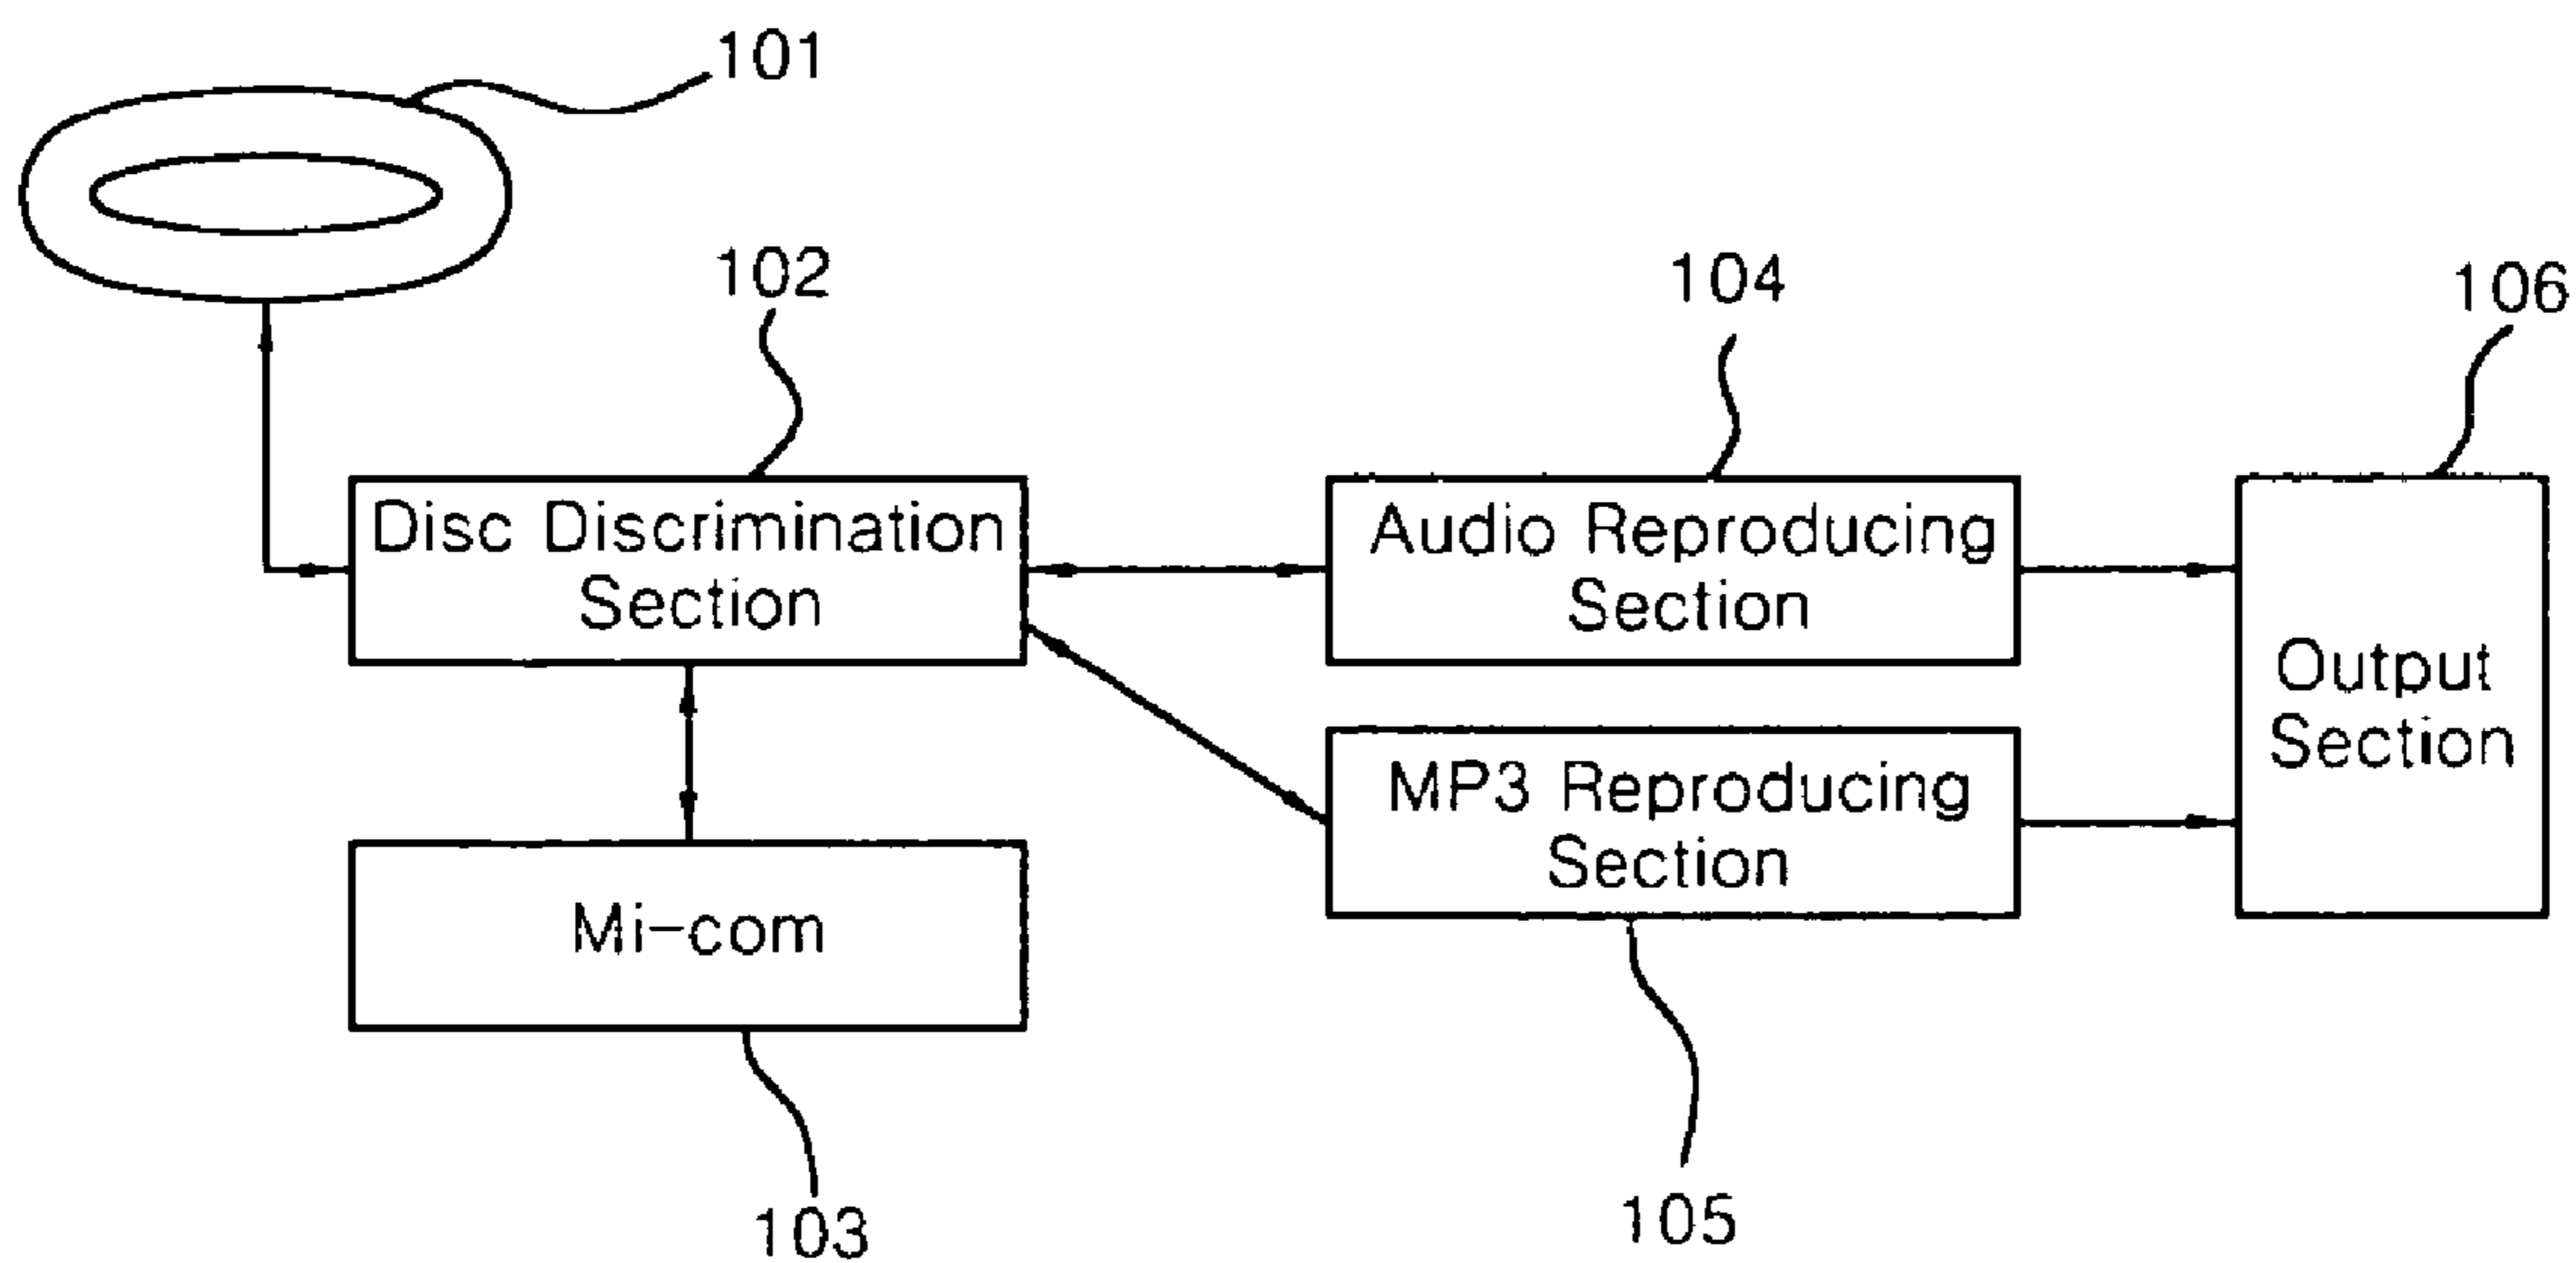 101
102
104
106
Disc Discrimination
Section
Audio Reproducing
Section
Output
Section
MP3 Reproducing
Section
Mi-com
103
105